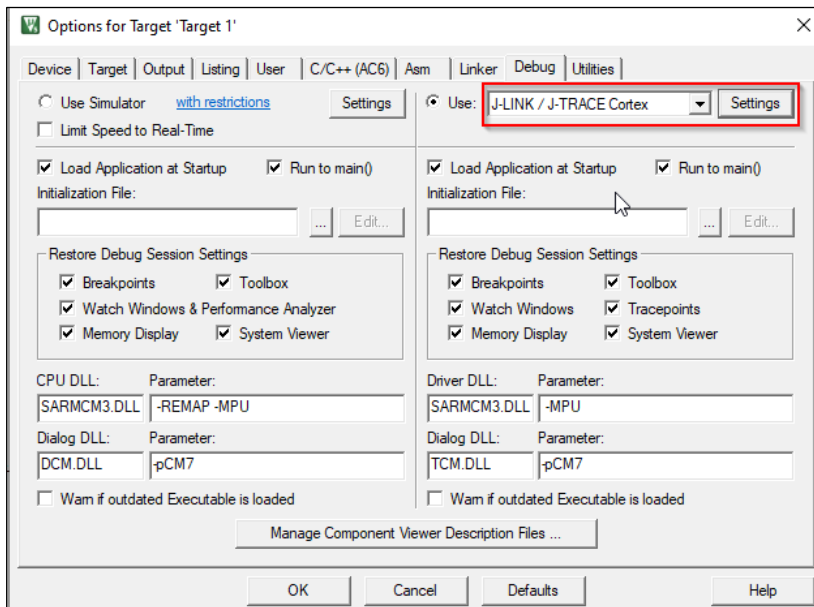 Options for Target 'Target 1'
Device Target Output Listing User C/C++ (AC6) Asm Linker Debug Utilities
Use Simulator with restrictions Settings
Limit Speed to Real-Time
Use: J-LINK / J-TRACE Cortex Settings
Load Application at Startup Run to main()
Initialization File:
... Edit...
Restore Debug Session Settings
Breakpoints Toolbox
Watch Windows & Performance Analyzer
Memory Display System Viewer
Load Application at Startup Run to main()
Initialization File:
... Edit...
Restore Debug Session Settings
Breakpoints Toolbox
Watch Windows Tracepoints
Memory Display System Viewer
CPU DLL: Parameter:
SARMCM3.DLL -REMAP -MPU
Dialog DLL: Parameter:
DCM.DLL -pCM7
Warn if outdated Executable is loaded
Driver DLL: Parameter:
SARMCM3.DLL -MPU
Dialog DLL: Parameter:
TCM.DLL -pCM7
Warn if outdated Executable is loaded
Manage Component Viewer Description Files ...
OK Cancel Defaults Help